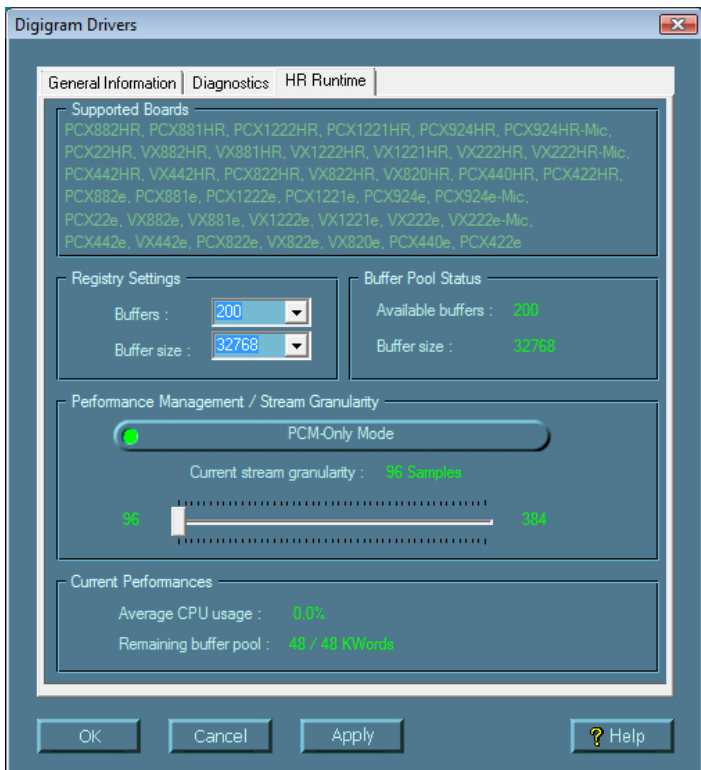 Digigram Drivers
General Information Diagnostics HR Runtime
Supported Boards
PCX882HR, PCX881HR, PCX1222HR, PCX1221HR, PCX924HR, PCX924HR-Mic,
PCX22HR, VX882HR, VX881HR, VX1222HR, VX1221HR, VX222HR, VX222HR-Mic,
PCX442HR, VX442HR, PCX822HR, VX822HR, VX820HR, PCX440HR, PCX422HR,
PCX882e, PCX881e, PCX1222e, PCX1221e, PCX924e, PCX924e-Mic,
PCX22e, VX882e, VX881e, VX1222e, VX1221e, VX222e, VX222e-Mic,
PCX442e, VX442e, PCX822e, VX822e, VX820e, PCX440e, PCX422e
Registry Settings
Buffers : 200
Buffer size : 32768
Buffer Pool Status
Available buffers : 200
Buffer size : 32768
Performance Management / Stream Granularity
PCM-Only Mode
Current stream granularity : 96 Samples
96 384
Current Performances
Average CPU usage : 0.0%
Remaining buffer pool : 48 / 48 KWords
OK Cancel Apply ? Help